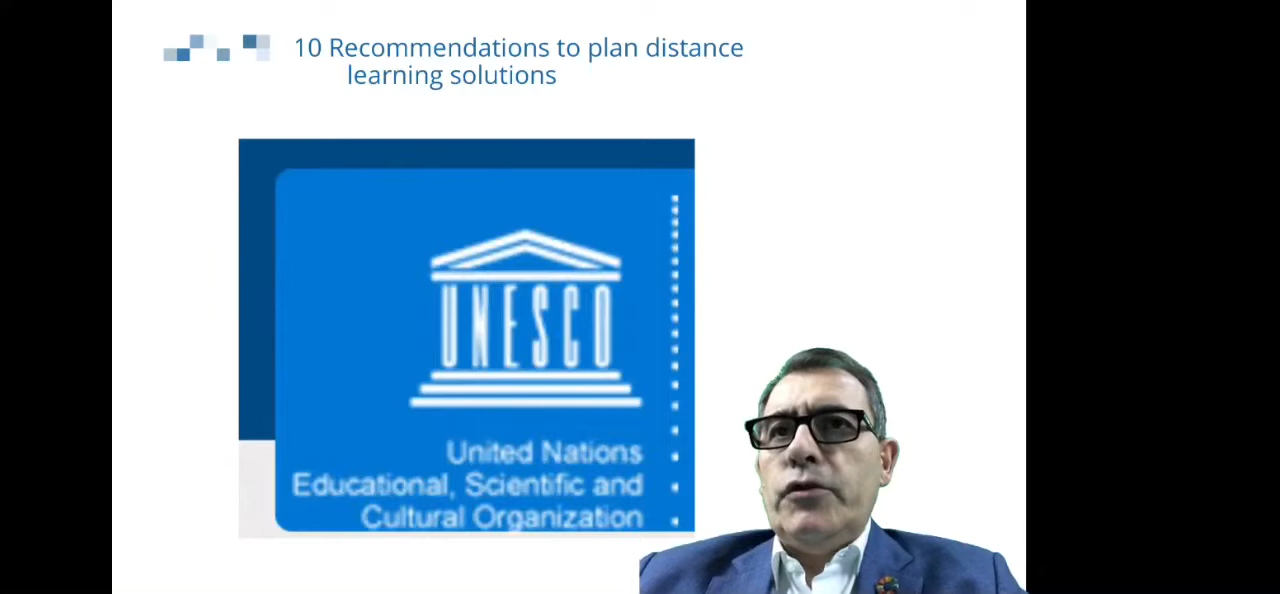 10 Recommendations to plan distance
learning solutions
UNESCO
United Nations
Educational, Scientific and
Cultural Organization